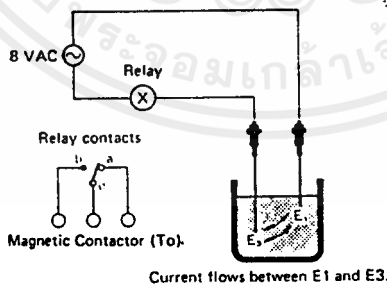 8 VAC
Relay
X
Relay contacts
b a
c
Magnetic Contactor (To).
E₁
E₃
Current flows between E1 and E3.